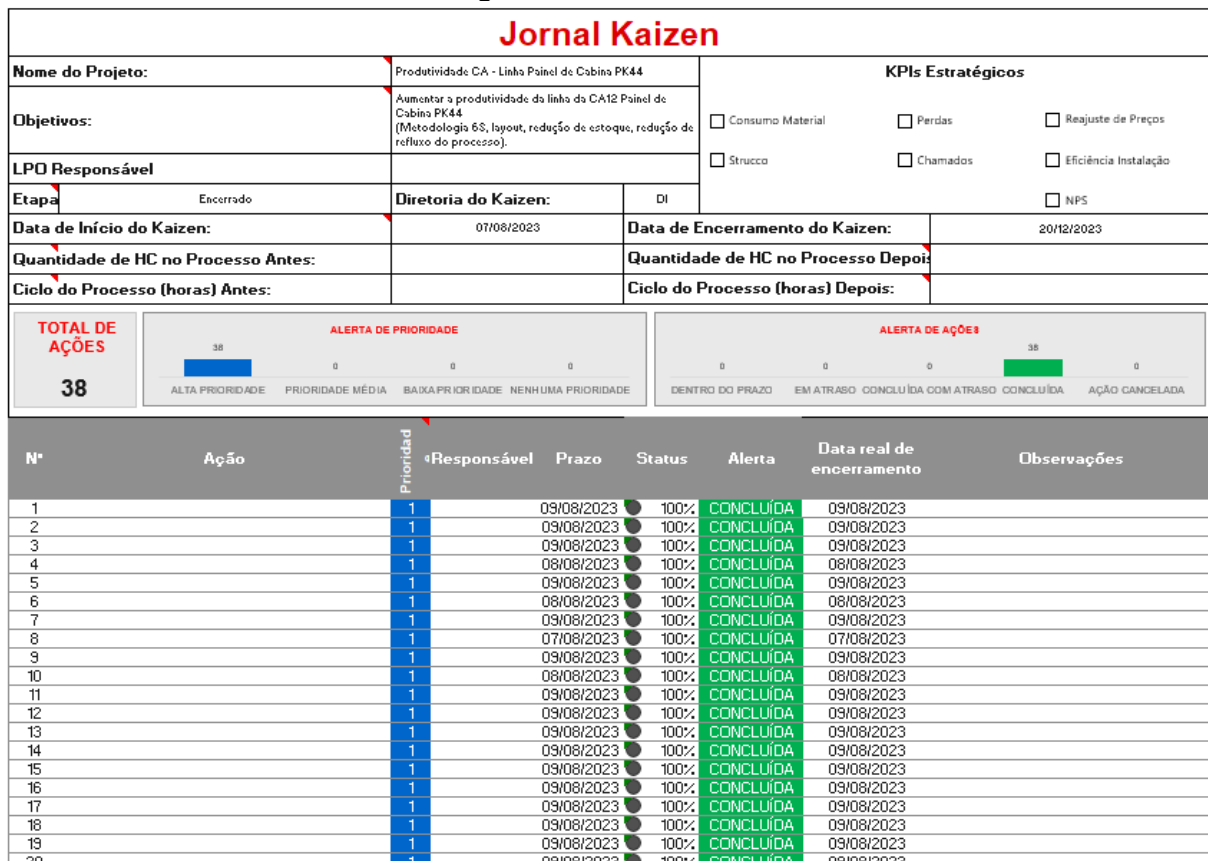 Jornal Kaizen
Nome do Projeto: Produtividade CA - Linha Painel de Cabina PK44
KPIs Estratégicos
Objetivos:
Aumentar a produtividade da linha da CA12 Painel de
Cabina PK44
(Metodologia 6S, layout, redução de estoque, redução de
refluxo do processo).
Consumo Material Perdas Reajuste de Preços
Strucco Chamados Eficiência Instalação
NPS
LPO Responsável
Etapa Encerrado Diretoria do Kaizen: DI
Data de Início do Kaizen: 07/08/2023 Data de Encerramento do Kaizen: 20/12/2023
Quantidade de HC no Processo Antes: Quantidade de HC no Processo Depois
Ciclo do Processo (horas) Antes: Ciclo do Processo (horas) Depois:
TOTAL DE
AÇÕES
38
ALERTA DE PRIORIDADE
38 0 0 0
ALTA PRIORIDADE PRIORIDADE MÉDIA BAIXA PRIORIDADE NENHUMA PRIORIDADE
ALERTA DE AÇÕES
0 0 0 38 0
DENTRO DO PRAZO EM ATRASO CONCLUÍDA COM ATRASO CONCLUÍDA AÇÃO CANCELADA
Nº Ação Prioridad Responsável Prazo Status Alerta Data real de encerramento Observações
1 1 09/08/2023 100% CONCLUÍDA 09/08/2023
2 1 09/08/2023 100% CONCLUÍDA 09/08/2023
3 1 09/08/2023 100% CONCLUÍDA 09/08/2023
4 1 08/08/2023 100% CONCLUÍDA 08/08/2023
5 1 09/08/2023 100% CONCLUÍDA 09/08/2023
6 1 08/08/2023 100% CONCLUÍDA 08/08/2023
7 1 09/08/2023 100% CONCLUÍDA 09/08/2023
8 1 07/08/2023 100% CONCLUÍDA 07/08/2023
9 1 09/08/2023 100% CONCLUÍDA 09/08/2023
10 1 08/08/2023 100% CONCLUÍDA 08/08/2023
11 1 09/08/2023 100% CONCLUÍDA 09/08/2023
12 1 09/08/2023 100% CONCLUÍDA 09/08/2023
13 1 09/08/2023 100% CONCLUÍDA 09/08/2023
14 1 09/08/2023 100% CONCLUÍDA 09/08/2023
15 1 09/08/2023 100% CONCLUÍDA 09/08/2023
16 1 09/08/2023 100% CONCLUÍDA 09/08/2023
17 1 09/08/2023 100% CONCLUÍDA 09/08/2023
18 1 09/08/2023 100% CONCLUÍDA 09/08/2023
19 1 09/08/2023 100% CONCLUÍDA 09/08/2023